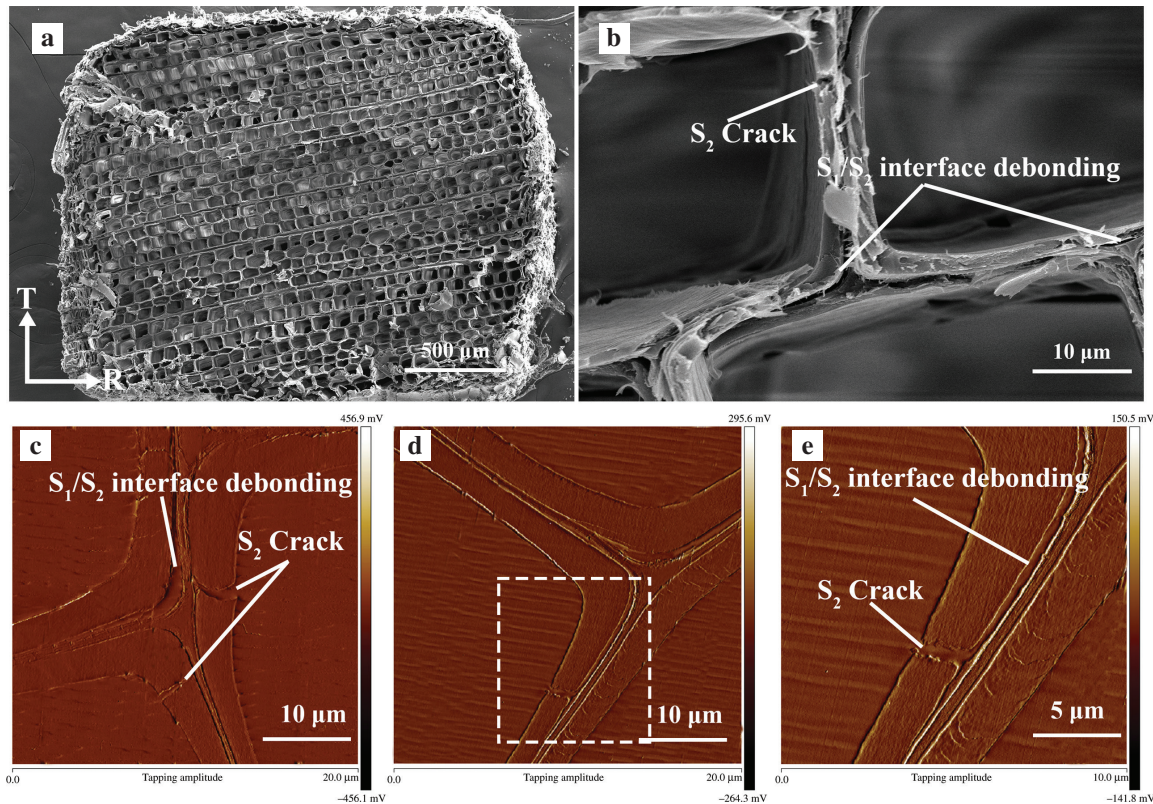 a
T
R
500 µm
b
S₂ Crack
S /S₂ interface debonding
10 µm
456.9 mV
295.6 mV
150.5 mV
c
S₁/S₂ interface debonding
S₂ Crack
10 µm
0.0
Tapping amplitude
20.0 µm
–456.1 mV
d
10 µm
0.0
Tapping amplitude
20.0 µm
–264.3 mV
e
S₁/S₂ interface debonding
S₂ Crack
5 µm
0.0
Tapping amplitude
10.0 µm
–141.8 mV